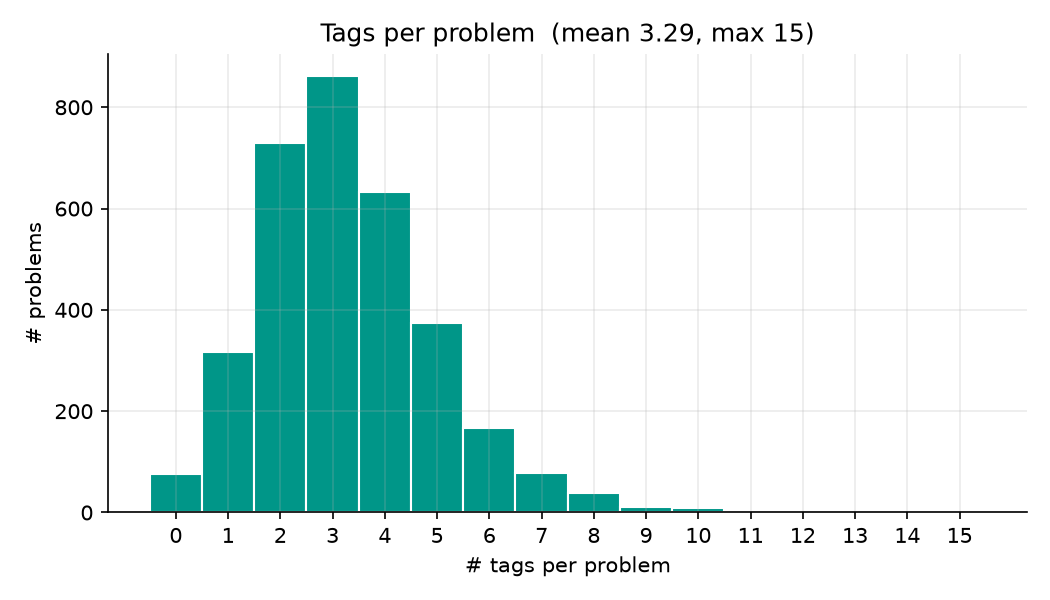 Tags per problem  (mean 3.29, max 15)
800
600
400
200
0
# problems
0 1 2 3 4 5 6 7 8 9 10 11 12 13 14 15
# tags per problem